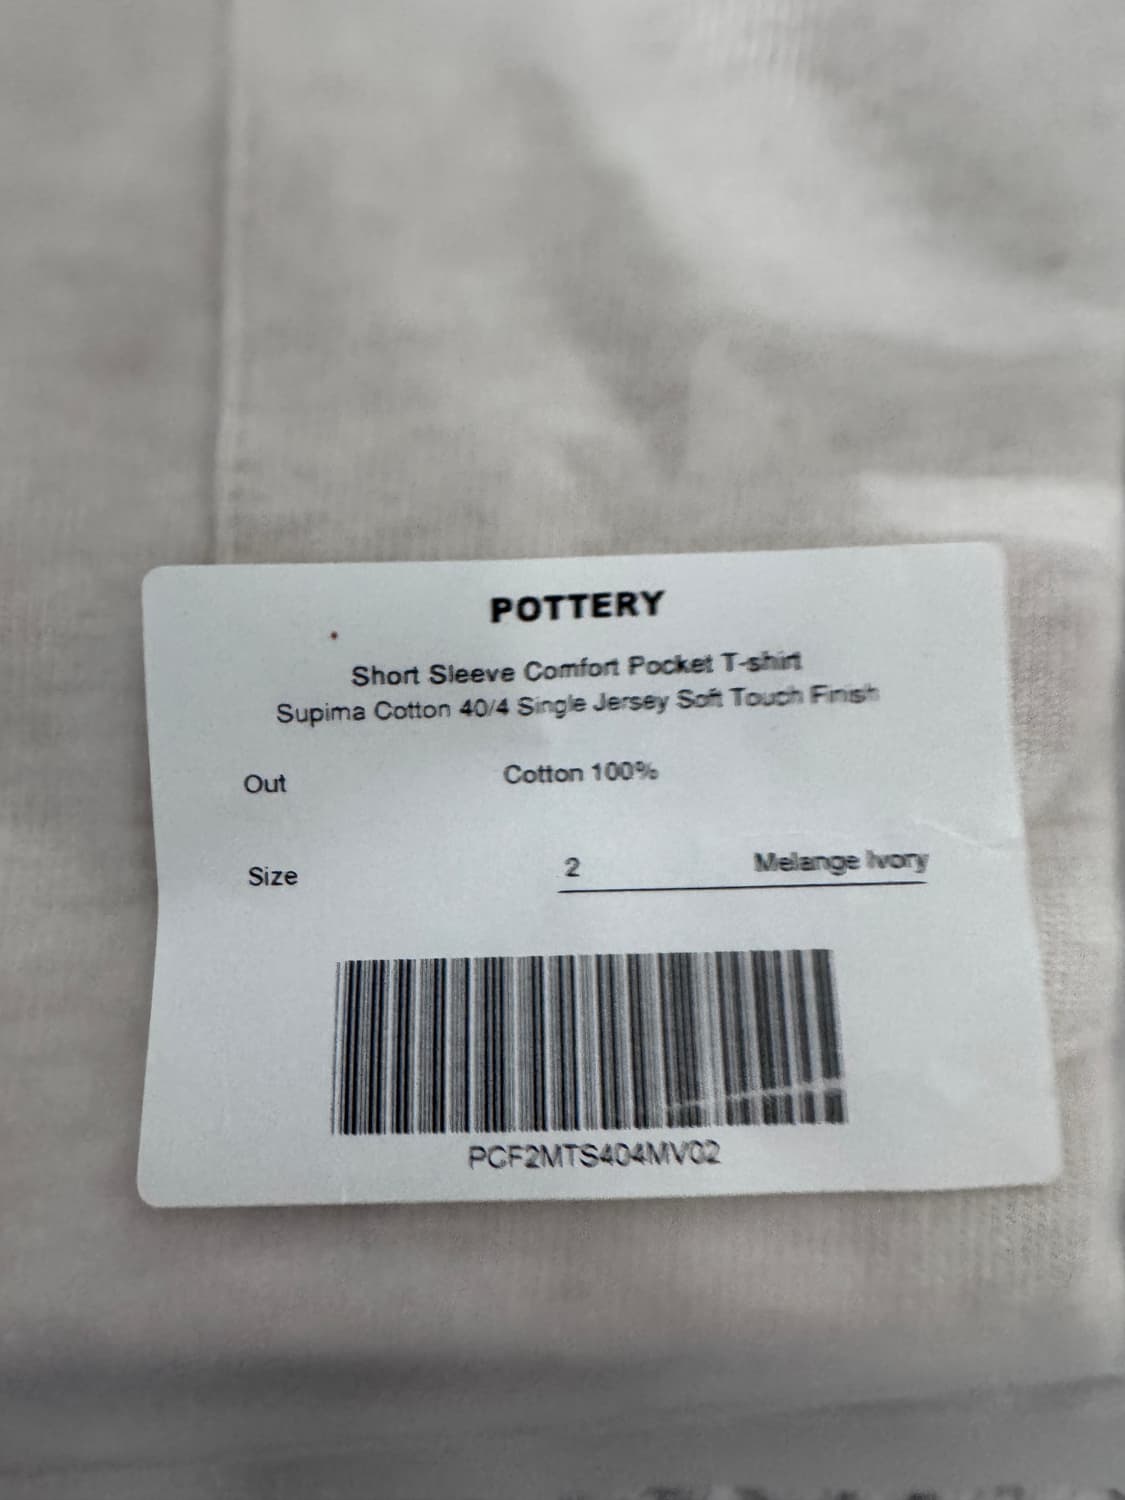 POTTERY
Short Sleeve Comfort Pocket T-shirt
Supima Cotton 40/4 Single Jersey Soft Touch Finish
Out Cotton 100%
Size 2 Melange Ivory
PCF2MTS404MV02